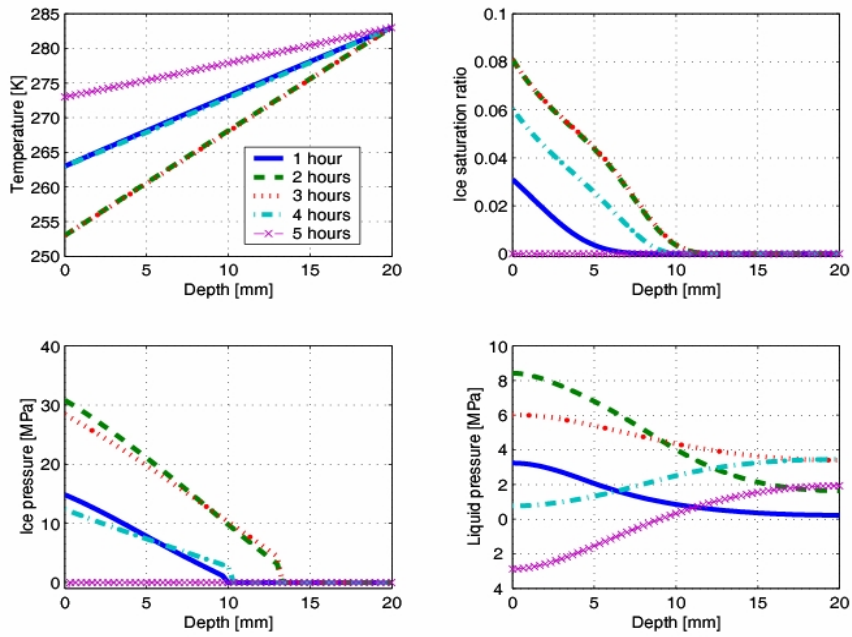 285
280
275
270
265
260
255
250
Temperature [K]
1 hour
2 hours
3 hours
4 hours
5 hours
0 5 10 15 20
Depth [mm]
0.1
0.08
0.06
0.04
0.02
0
Ice saturation ratio
0 5 10 15 20
Depth [mm]
40
30
20
10
0
Ice pressure [MPa]
0 5 10 15 20
Depth [mm]
10
8
6
4
2
0
2
4
Liquid pressure [MPa]
0 5 10 15 20
Depth [mm]